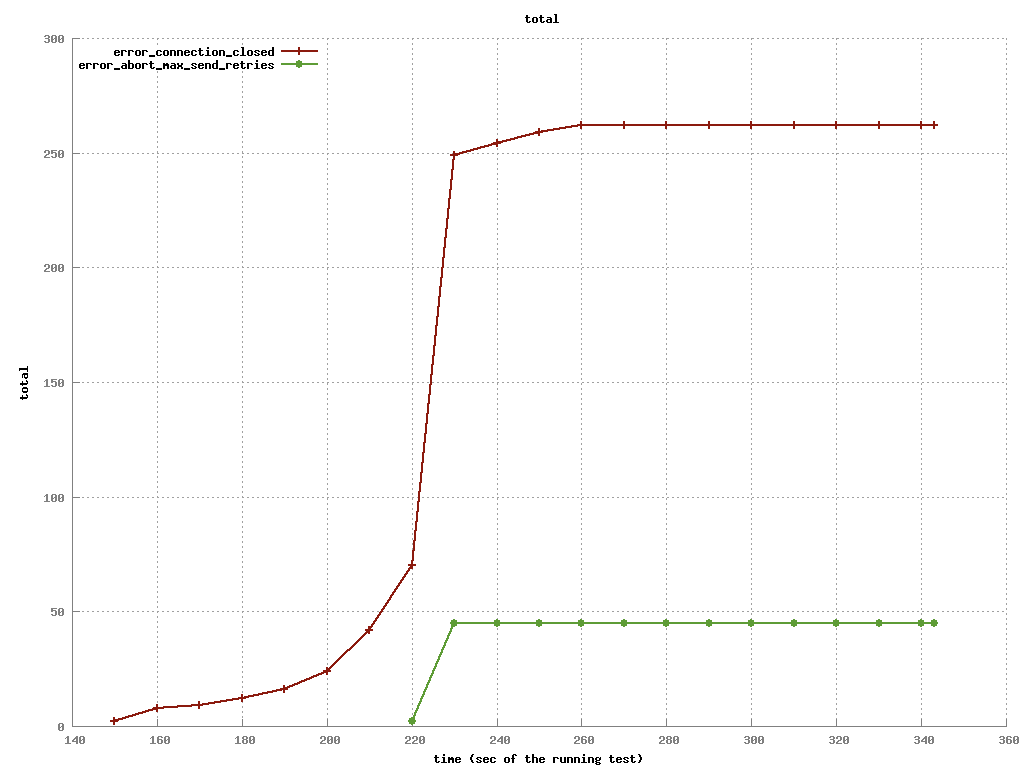 total
300
error_connection_closed
error_abort_max_send_retries
250
200
150
total
100
50
0
140 160 180 200 220 240 260 280 300 320 340 360
time (sec of the running test)